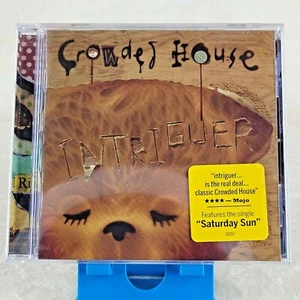 Crowded House
INTRIGUER
"intriguer...
is the real deal...
classic Crowded House"
★★★★ — Mojo
Features the single
"Saturday Sun"